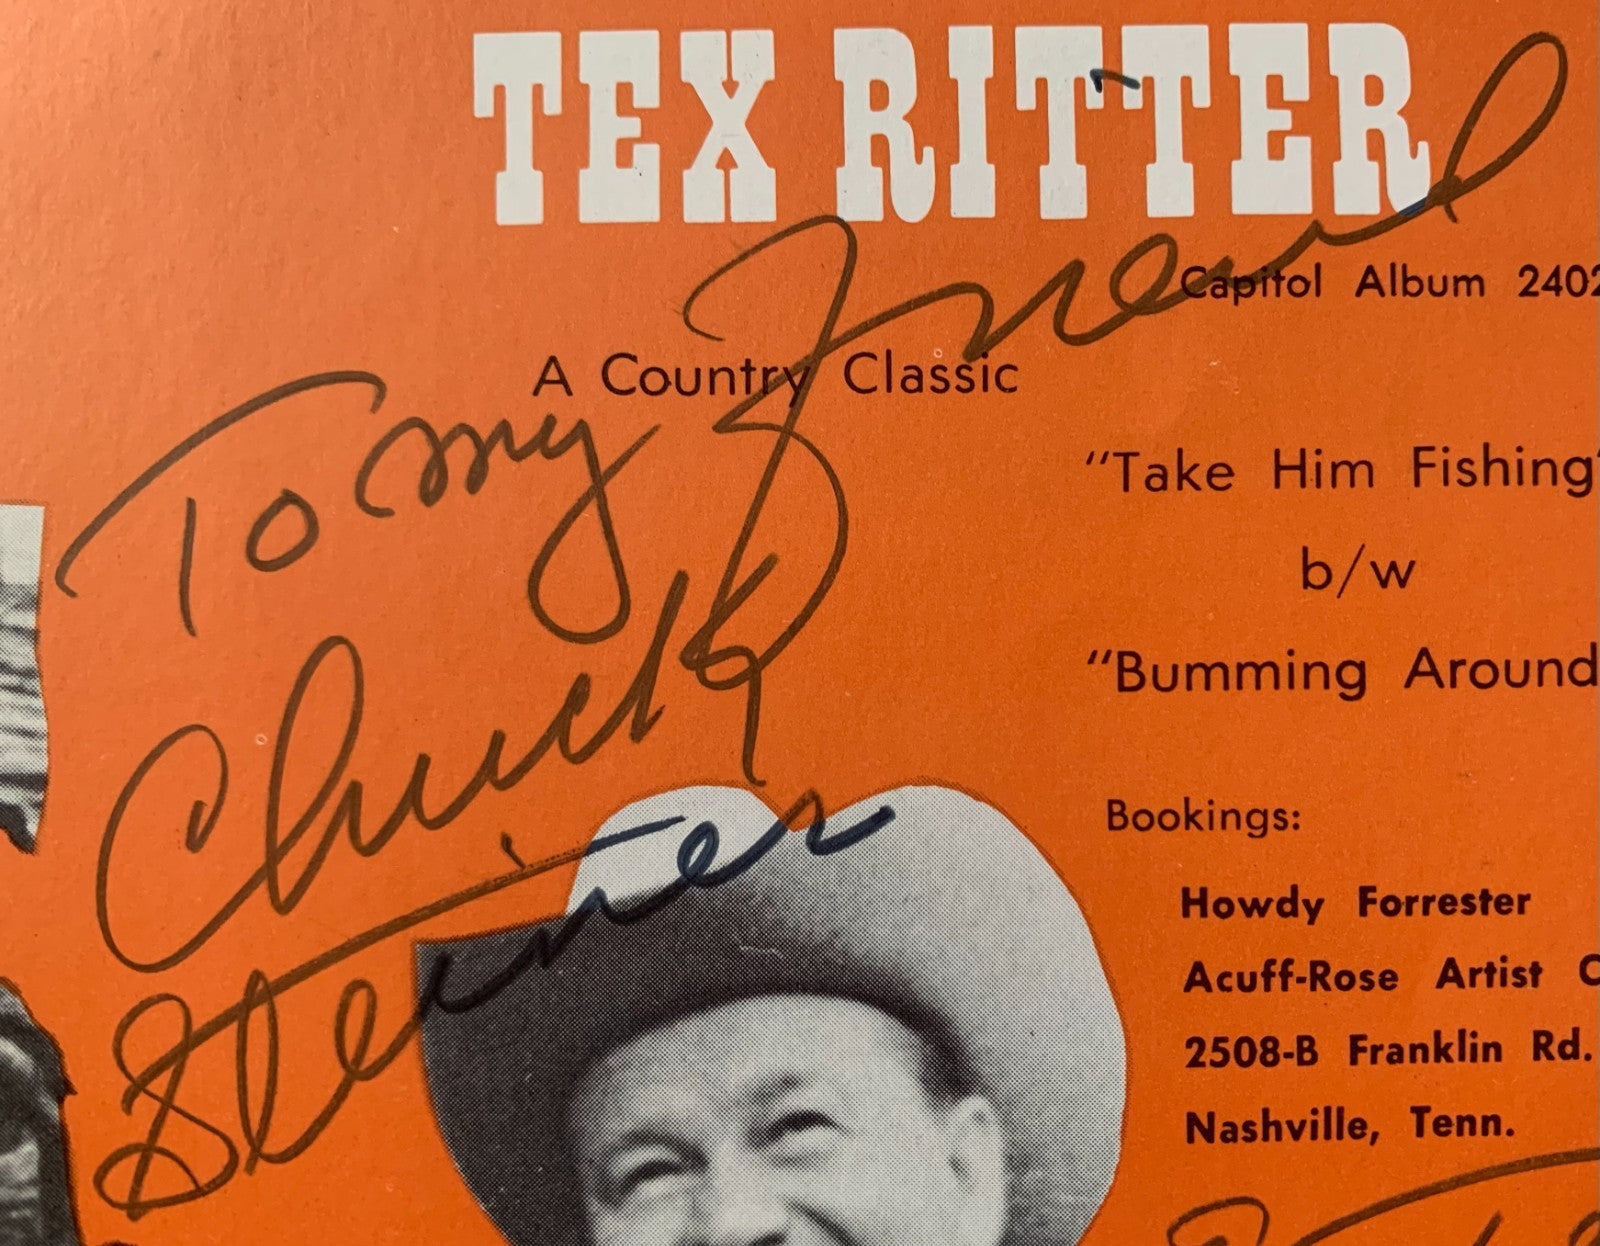 TEX RITTER
Capitol Album 2402
A Country Classic
To my Friend
Chuck
Steiner
"Take Him Fishing"
b/w
"Bumming Around
Bookings:
Howdy Forrester
Acuff-Rose Artist C
2508-B Franklin Rd.
Nashville, Tenn.